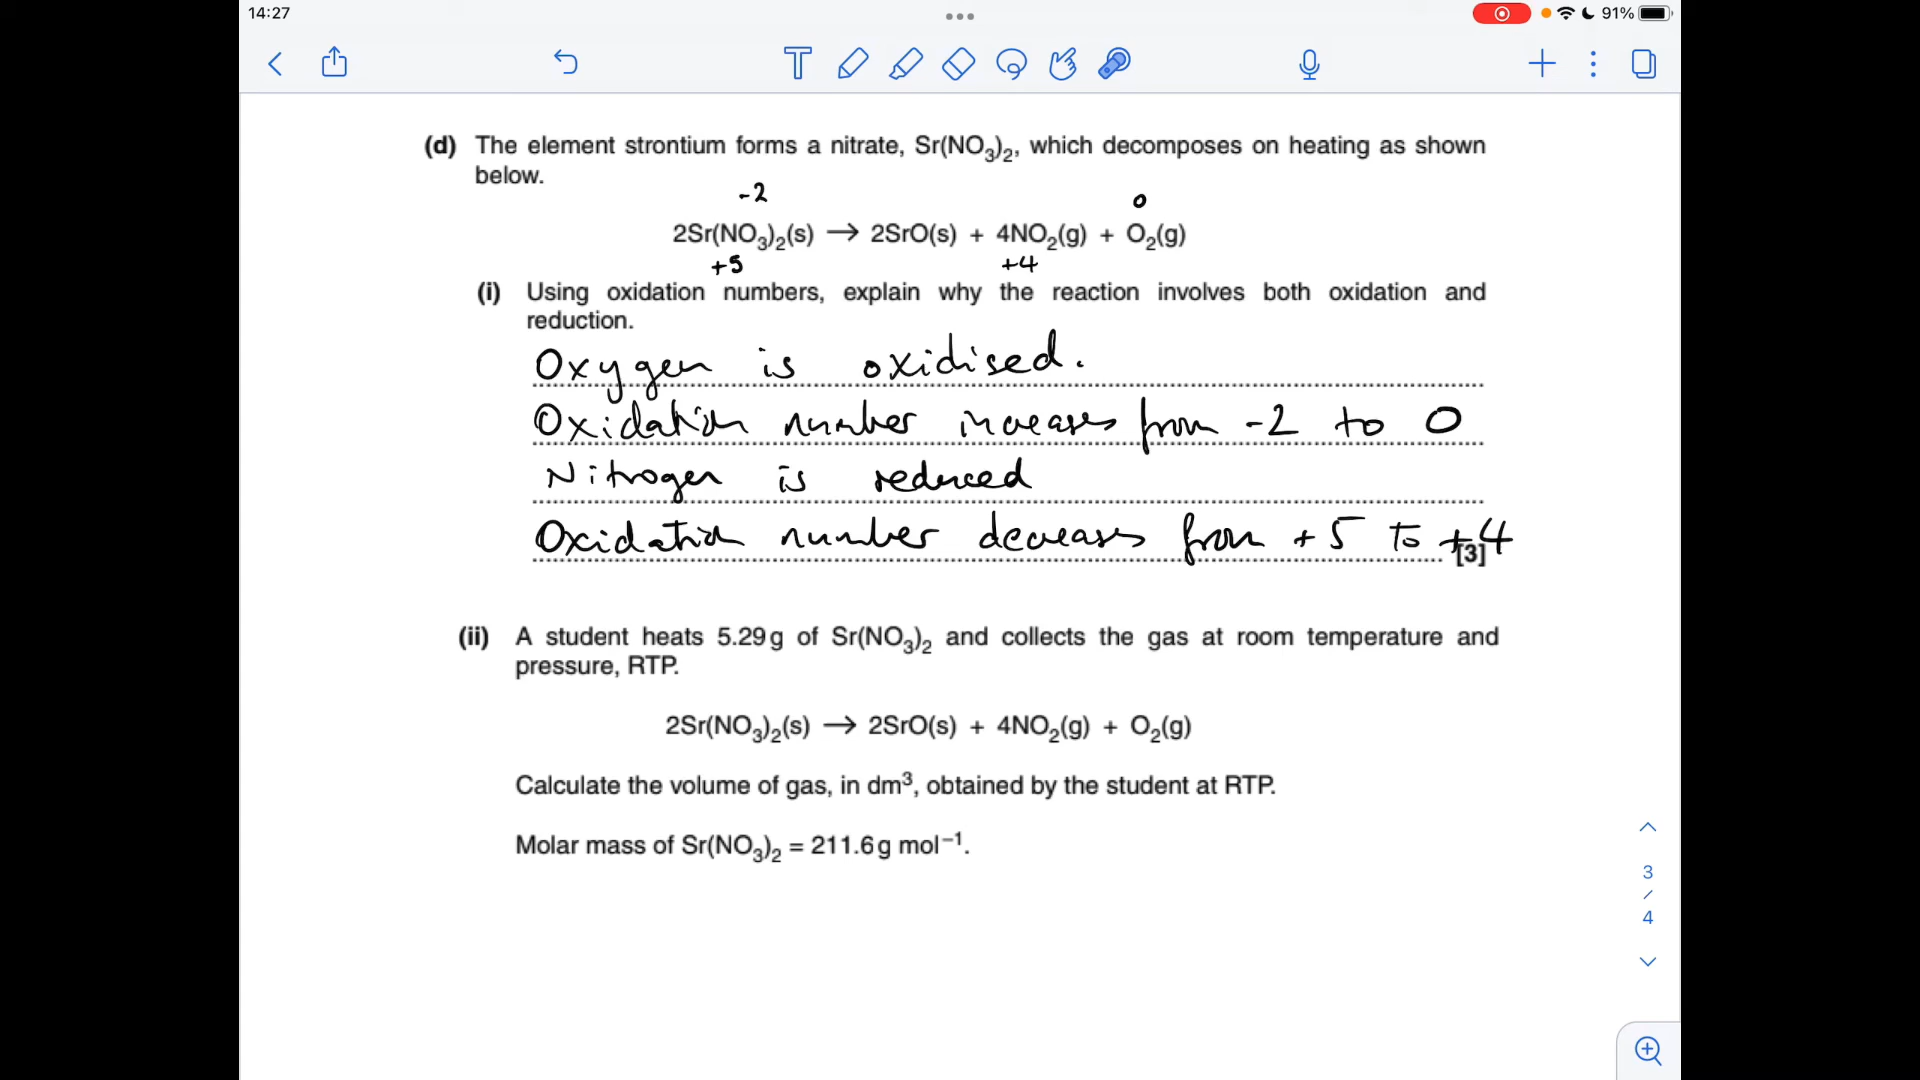 14:27
91%
(d) The element strontium forms a nitrate, Sr(NO₃)₂, which decomposes on heating as shown
below.
-2 0
2Sr(NO₃)₂(s) → 2SrO(s) + 4NO₂(g) + O₂(g)
+5 +4
(i) Using oxidation numbers, explain why the reaction involves both oxidation and
reduction.
Oxygen is oxidised.
Oxidation number increases from -2 to 0
Nitrogen is reduced
Oxidation number decreases from +5 to +4
[3]
(ii) A student heats 5.29 g of Sr(NO₃)₂ and collects the gas at room temperature and
pressure, RTP.
2Sr(NO₃)₂(s) → 2SrO(s) + 4NO₂(g) + O₂(g)
Calculate the volume of gas, in dm³, obtained by the student at RTP.
Molar mass of Sr(NO₃)₂ = 211.6 g mol⁻¹.
3
/
4